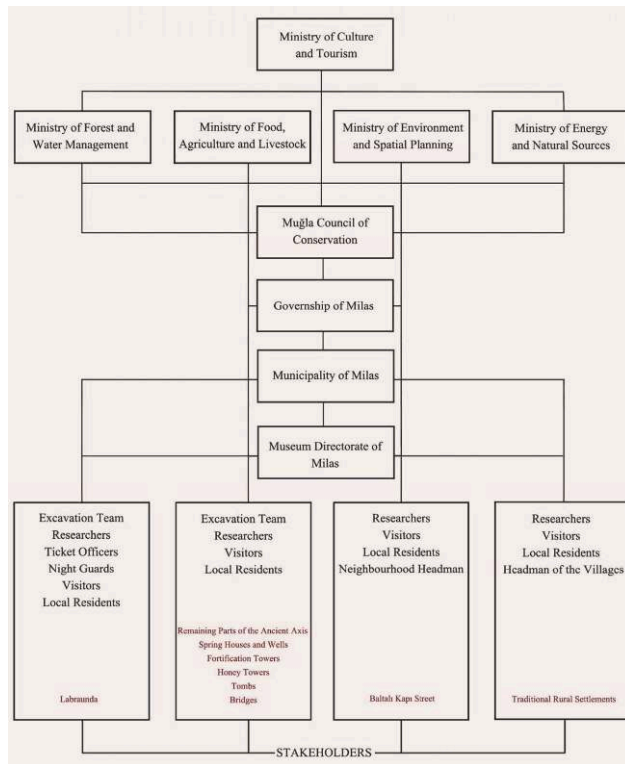 Ministry of Culture
and Tourism
Ministry of Forest and
Water Management
Ministry of Food,
Agriculture and Livestock
Ministry of Environment
and Spatial Planning
Ministry of Energy
and Natural Sources
Muğla Council of
Conservation
Governship of Milas
Municipality of Milas
Museum Directorate of
Milas
Excavation Team
Researchers
Ticket Officers
Night Guards
Visitors
Local Residents
Labraunda
Excavation Team
Researchers
Visitors
Local Residents
Remaining Parts of the Ancient Axis
Spring Houses and Wells
Fortification Towers
Honey Towers
Tombs
Bridges
Researchers
Visitors
Local Residents
Neighbourhood Headman
Baltalı Kapı Street
Researchers
Visitors
Local Residents
Headman of the Villages
Traditional Rural Settlements
STAKEHOLDERS